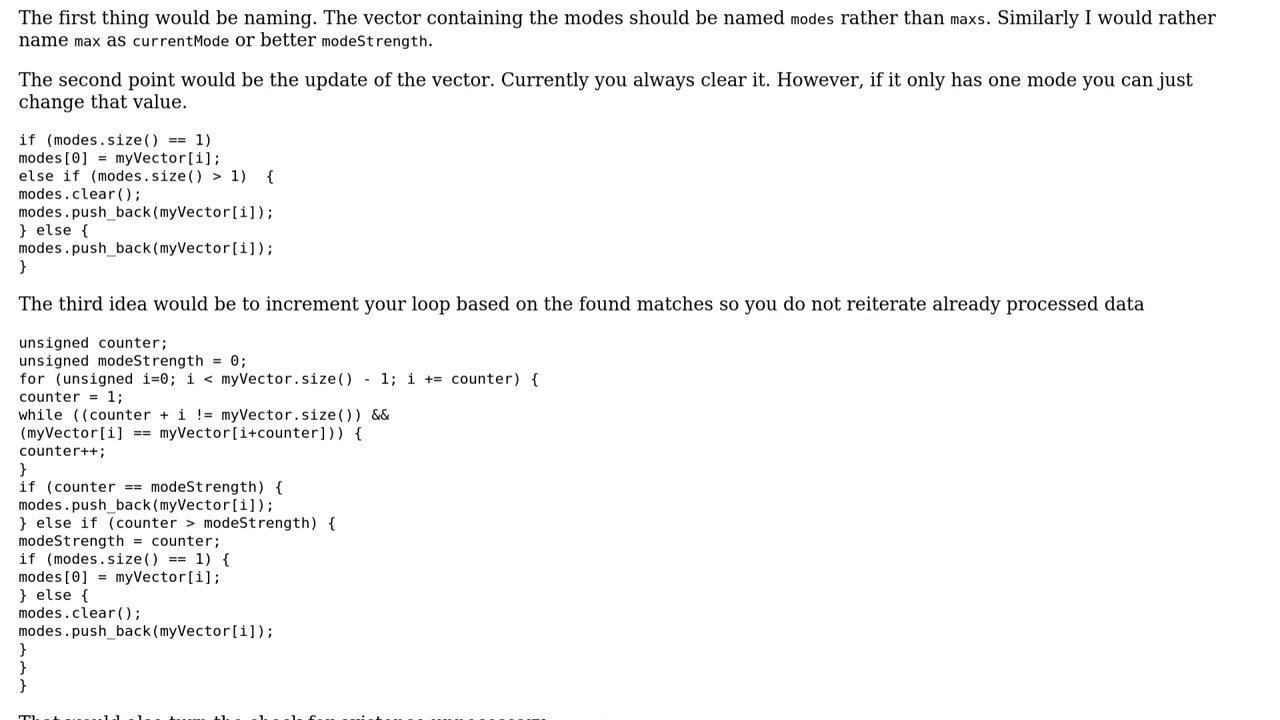 The first thing would be naming. The vector containing the modes should be named modes rather than maxs. Similarly I would rather
name max as currentMode or better modeStrength.
The second point would be the update of the vector. Currently you always clear it. However, if it only has one mode you can just
change that value.
if (modes.size() == 1)
modes[0] = myVector[i];
else if (modes.size() > 1)  {
modes.clear();
modes.push_back(myVector[i]);
} else {
modes.push_back(myVector[i]);
}
The third idea would be to increment your loop based on the found matches so you do not reiterate already processed data
unsigned counter;
unsigned modeStrength = 0;
for (unsigned i=0; i < myVector.size() - 1; i += counter) {
counter = 1;
while ((counter + i != myVector.size()) &&
(myVector[i] == myVector[i+counter])) {
counter++;
}
if (counter == modeStrength) {
modes.push_back(myVector[i]);
} else if (counter > modeStrength) {
modeStrength = counter;
if (modes.size() == 1) {
modes[0] = myVector[i];
} else {
modes.clear();
modes.push_back(myVector[i]);
}
}
}